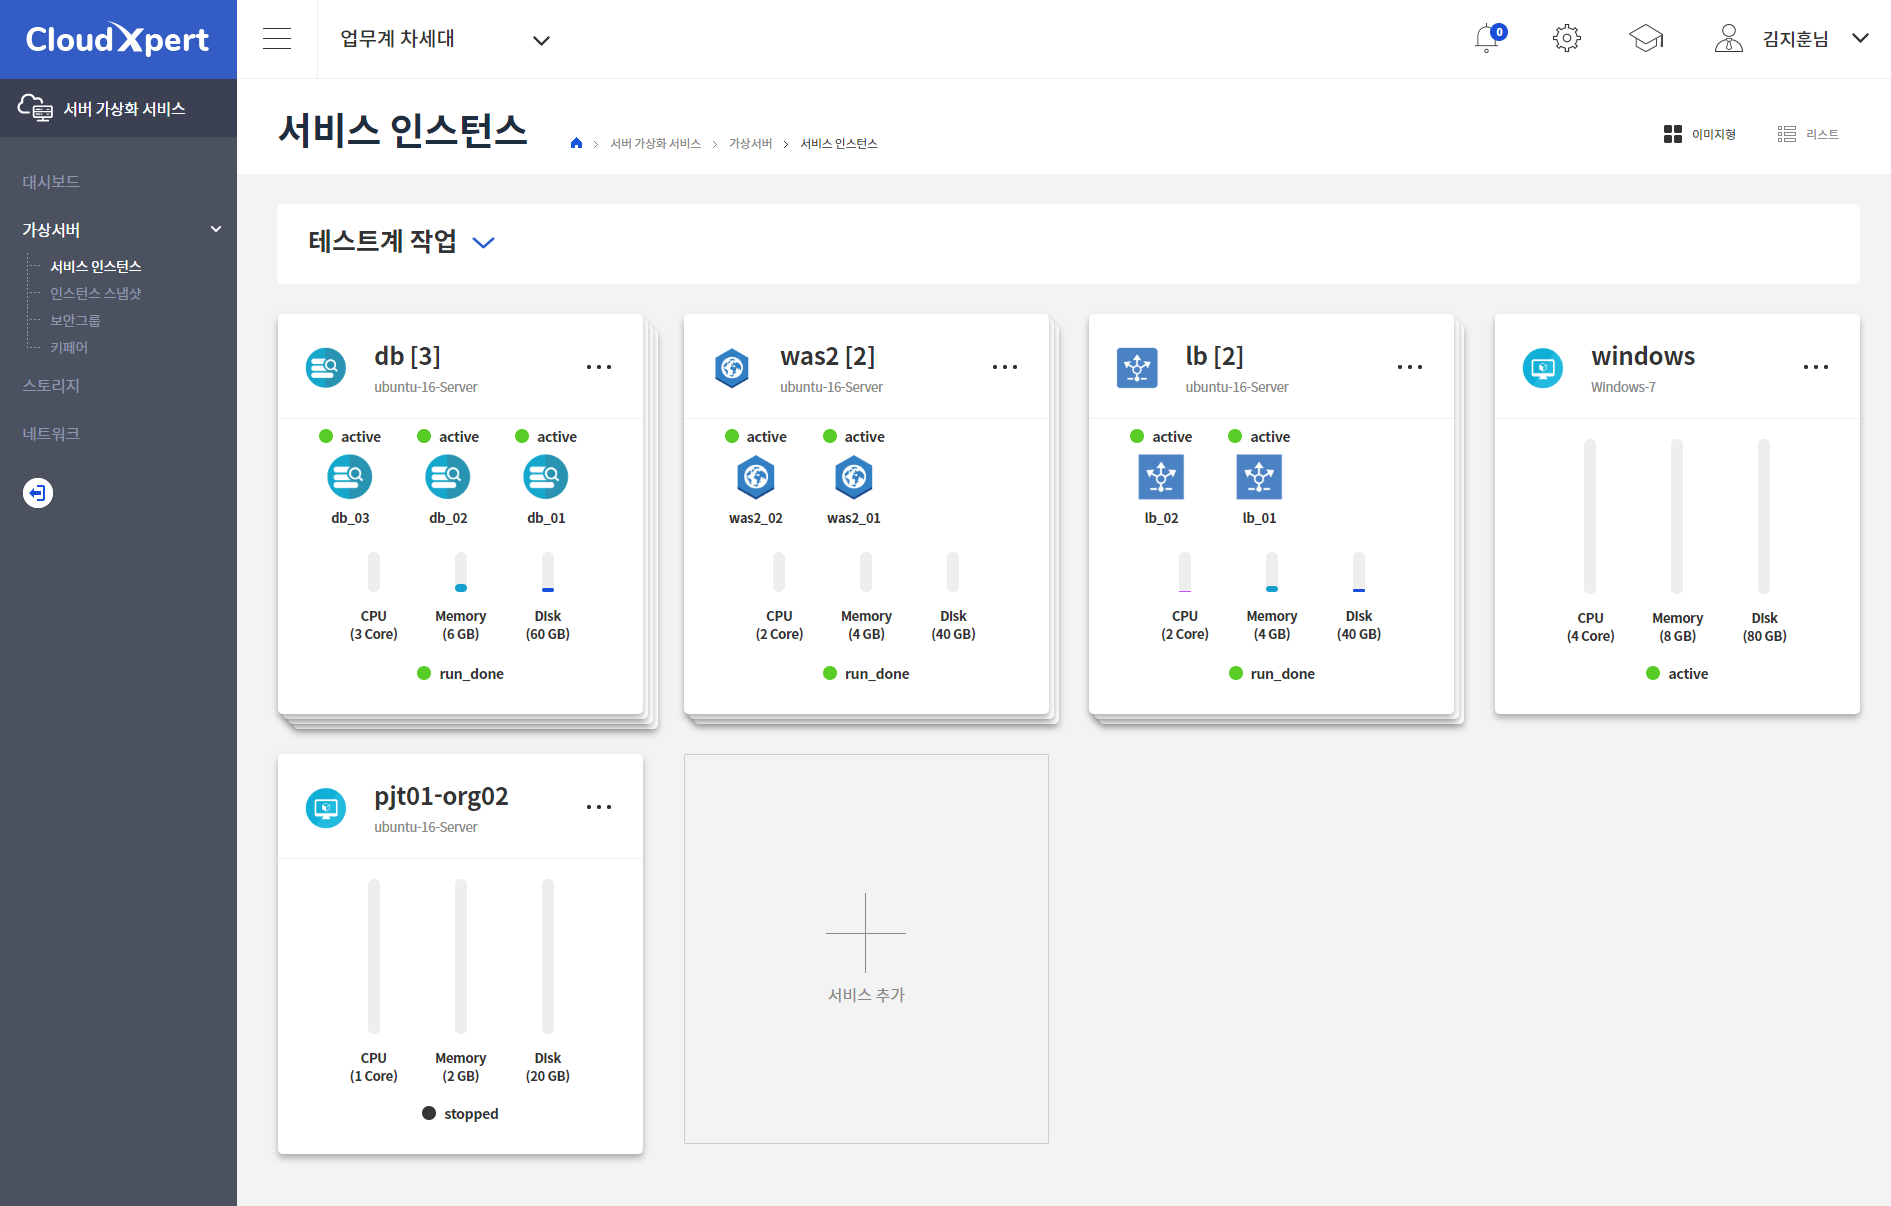 CloudXpert
업무계 차세대
0
김지훈님
서버 가상화 서비스
대시보드
가상서버
서비스 인스턴스
인스턴스 스냅샷
보안그룹
키페어
스토리지
네트워크
서비스 인스턴스
서버 가상화 서비스 > 가상서버 > 서비스 인스턴스
이미지형
리스트
테스트계 작업
db [3]
ubuntu-16-Server
active active active
db_03 db_02 db_01
CPU Memory Disk
(3 Core) (6 GB) (60 GB)
run_done
was2 [2]
ubuntu-16-Server
active active
was2_02 was2_01
CPU Memory Disk
(2 Core) (4 GB) (40 GB)
run_done
lb [2]
ubuntu-16-Server
active active
lb_02 lb_01
CPU Memory Disk
(2 Core) (4 GB) (40 GB)
run_done
windows
Windows-7
CPU Memory Disk
(4 Core) (8 GB) (80 GB)
active
pjt01-org02
ubuntu-16-Server
CPU Memory Disk
(1 Core) (2 GB) (20 GB)
stopped
서비스 추가